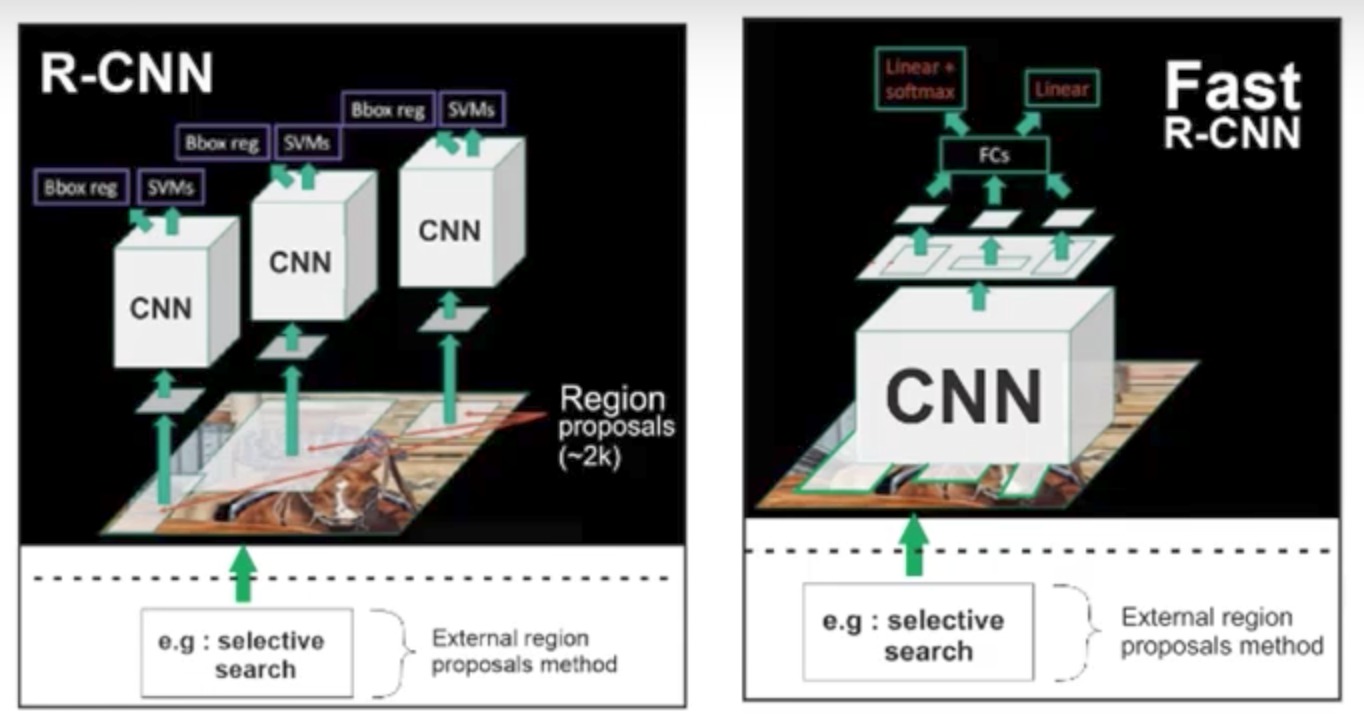 R-CNN
Bbox reg
SVMs
Bbox reg
SVMs
Bbox reg
SVMs
CNN
CNN
CNN
Region
proposals
(~2k)
e.g : selective
search
External region
proposals method
Fast
R-CNN
Linear +
softmax
Linear
FCs
CNN
e.g : selective
search
External region
proposals method